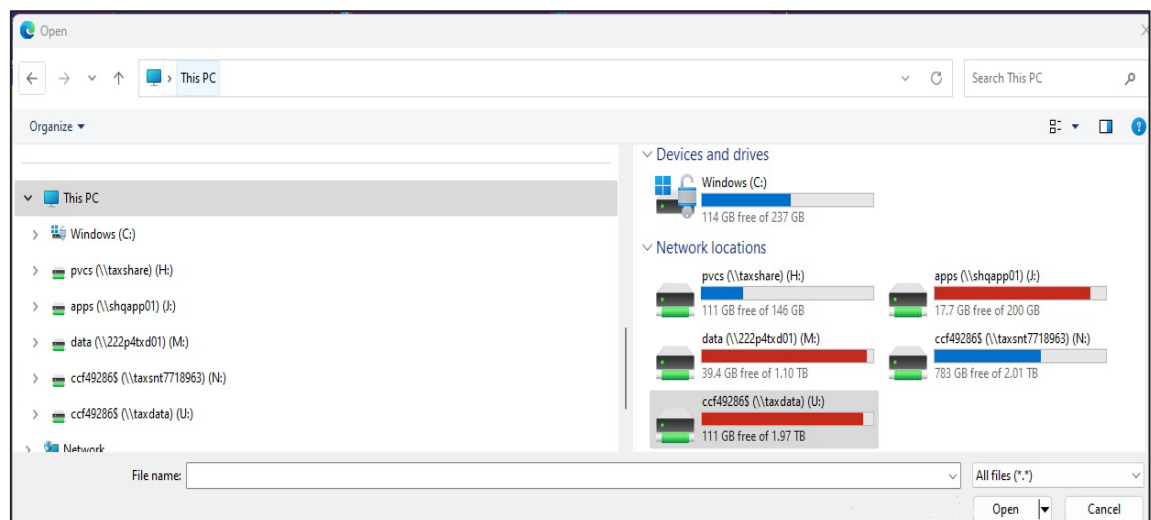 Open
This PC
Search This PC
Organize
Devices and drives
This PC
Windows (C:)
114 GB free of 237 GB
Windows (C:)
Network locations
pvcs (\\taxshare) (H:)
pvcs (\\taxshare) (H:) apps (\\shqapp01) (J:)
111 GB free of 146 GB 17.7 GB free of 200 GB
apps (\\shqapp01) (J:)
data (\\222p4txd01) (M:)
data (\\222p4txd01) (M:) ccf49286$ (\\taxsnt7718963) (N:)
39.4 GB free of 1.10 TB 783 GB free of 2.01 TB
ccf49286$ (\\taxsnt7718963) (N:)
ccf49286$ (\\taxdata) (U:)
ccf49286$ (\\taxdata) (U:)
111 GB free of 1.97 TB
Network
File name: All files (*.*)
Open Cancel